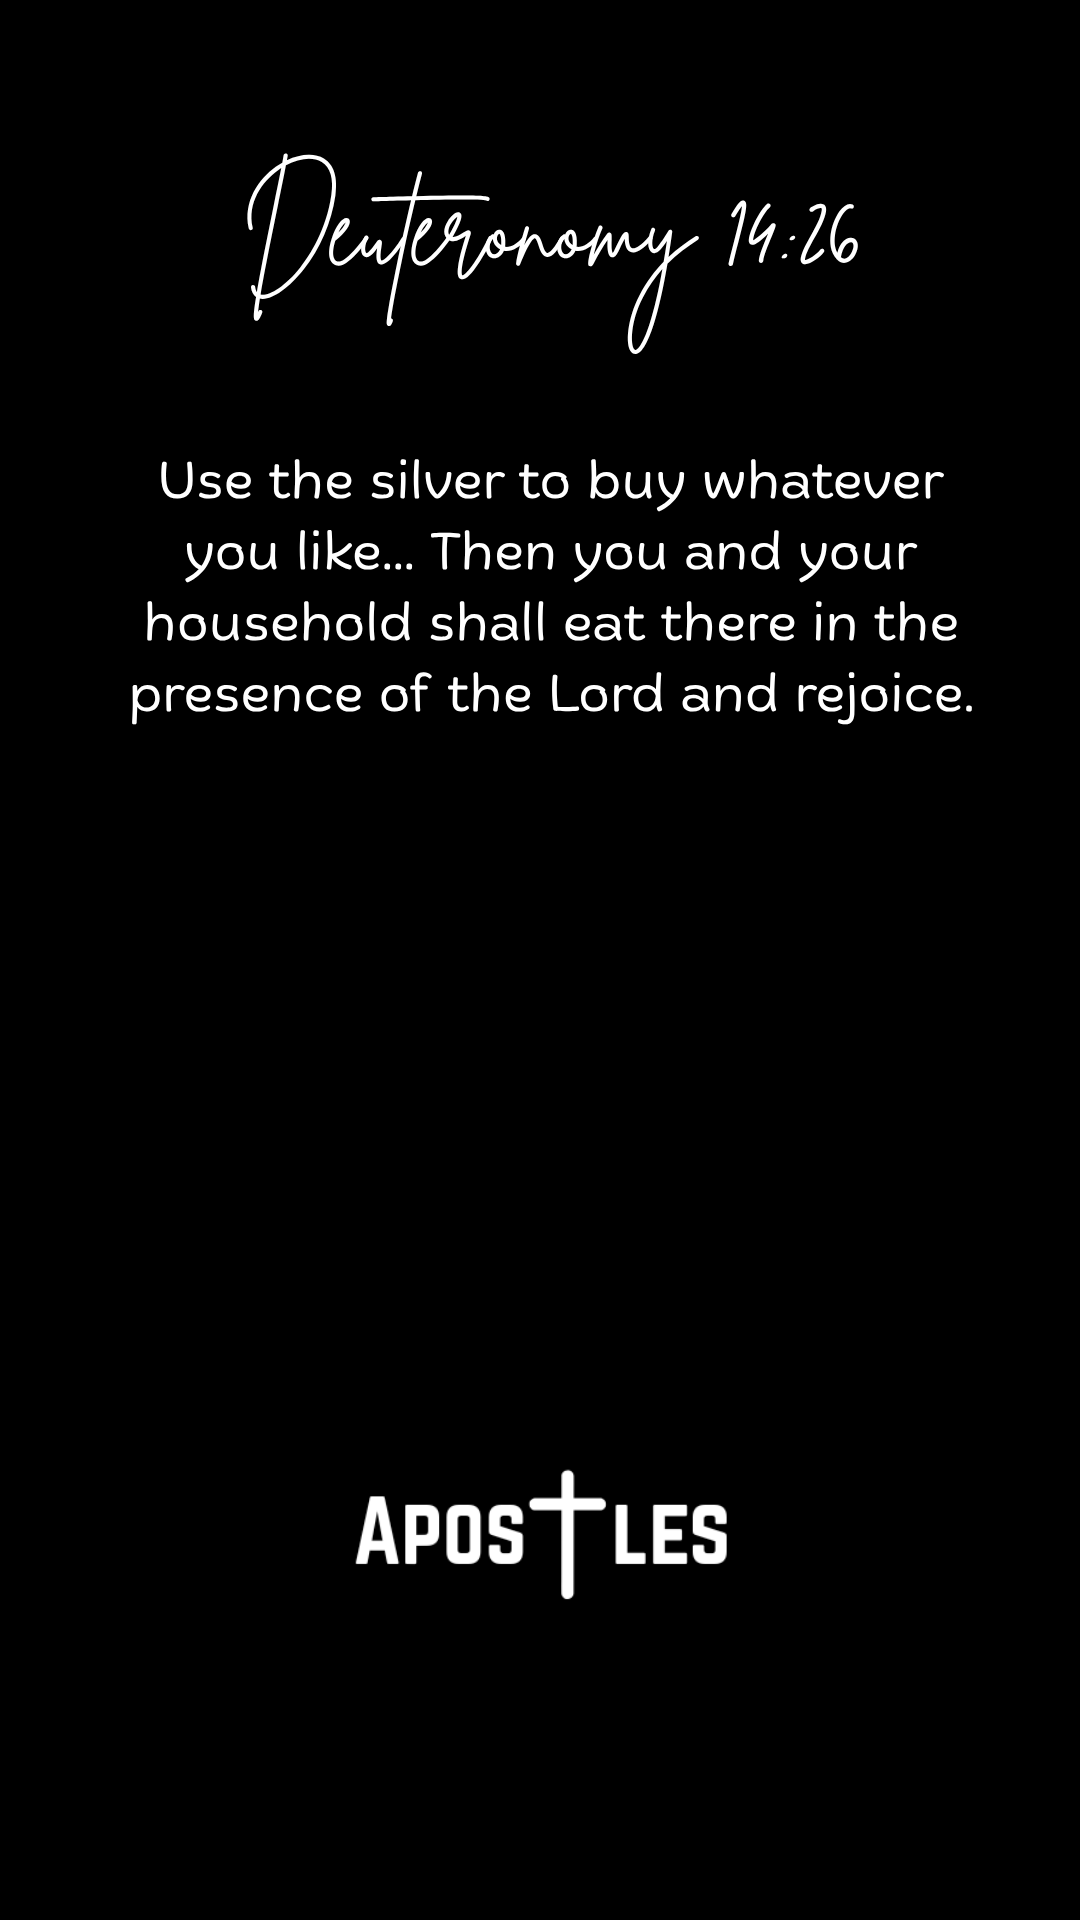 Deuteronomy 14:26
Use the silver to buy whatever
you like... Then you and your
household shall eat there in the
presence of the Lord and rejoice.
Apostles